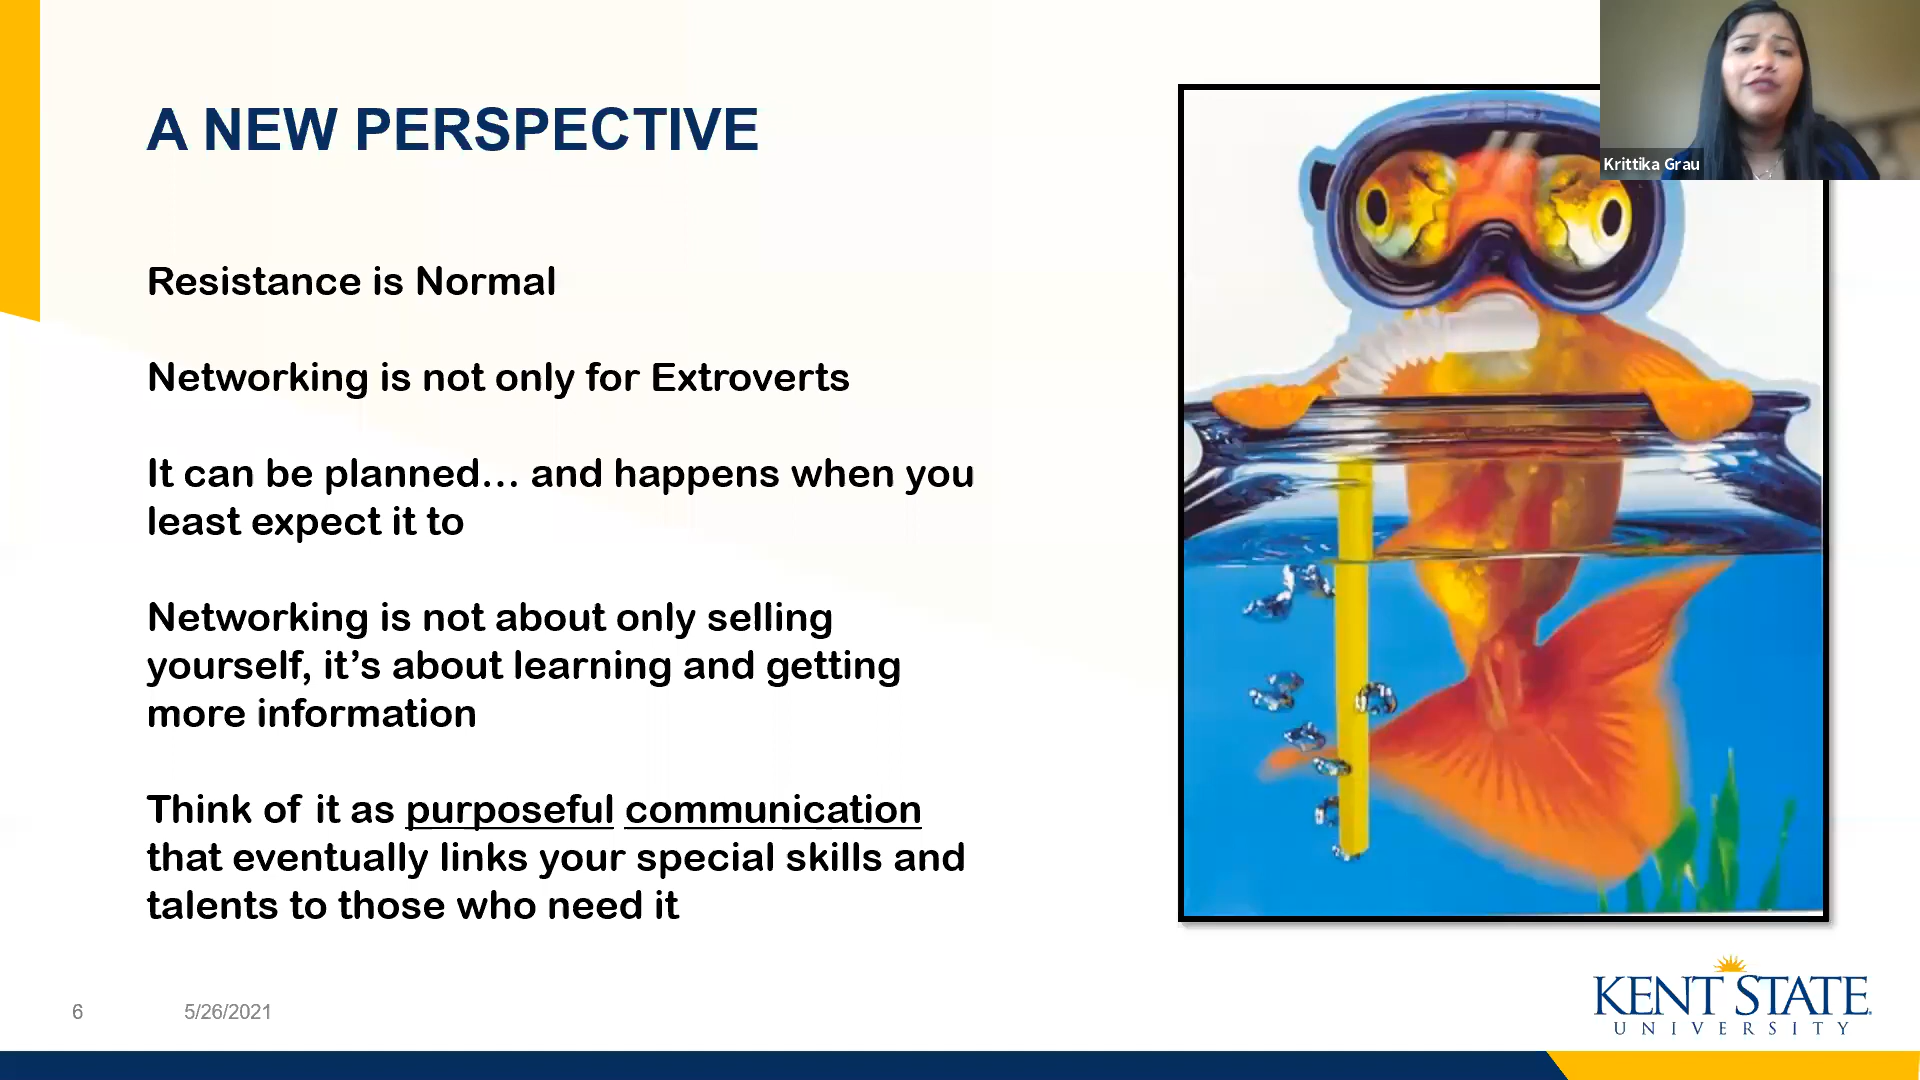 A NEW PERSPECTIVE
Krittika Grau
Resistance is Normal
Networking is not only for Extroverts
It can be planned... and happens when you
least expect it to
Networking is not about only selling
yourself, it’s about learning and getting
more information
Think of it as purposeful communication
that eventually links your special skills and
talents to those who need it
6
5/26/2021
KENT STATE
UNIVERSITY